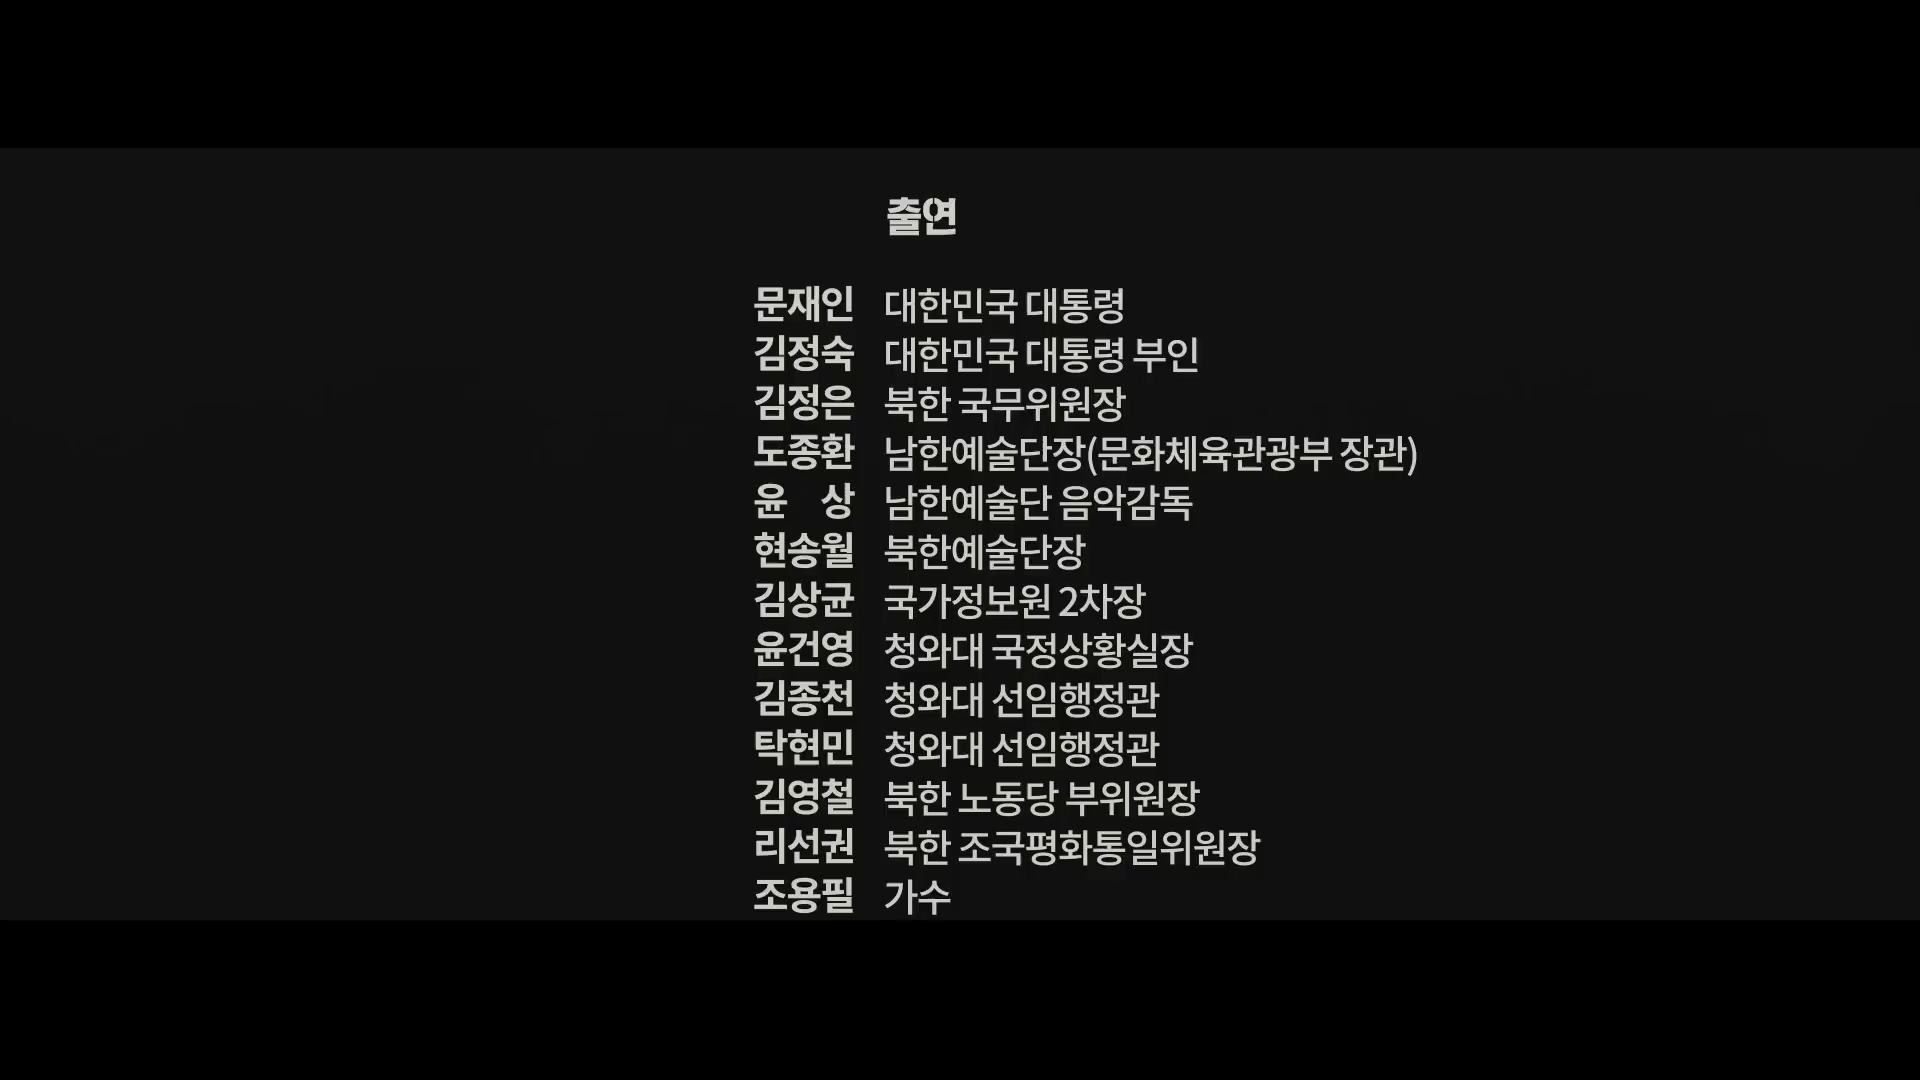 출연
문재인 대한민국 대통령
김정숙 대한민국 대통령 부인
김정은 북한 국무위원장
도종환 남한예술단장(문화체육관광부 장관)
윤 상 남한예술단 음악감독
현송월 북한예술단장
김상균 국가정보원 2차장
윤건영 청와대 국정상황실장
김종천 청와대 선임행정관
탁현민 청와대 선임행정관
김영철 북한 노동당 부위원장
리선권 북한 조국평화통일위원장
조용필 가수